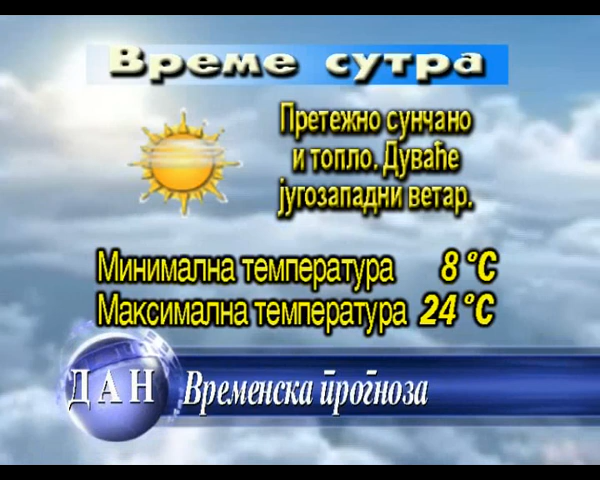 Време сутра
Претежно сунчано
и топло. Дуваће
југозападни ветар.
Минимална температура 8 °C
Максимална температура 24 °C
ДАН Временска прогноза